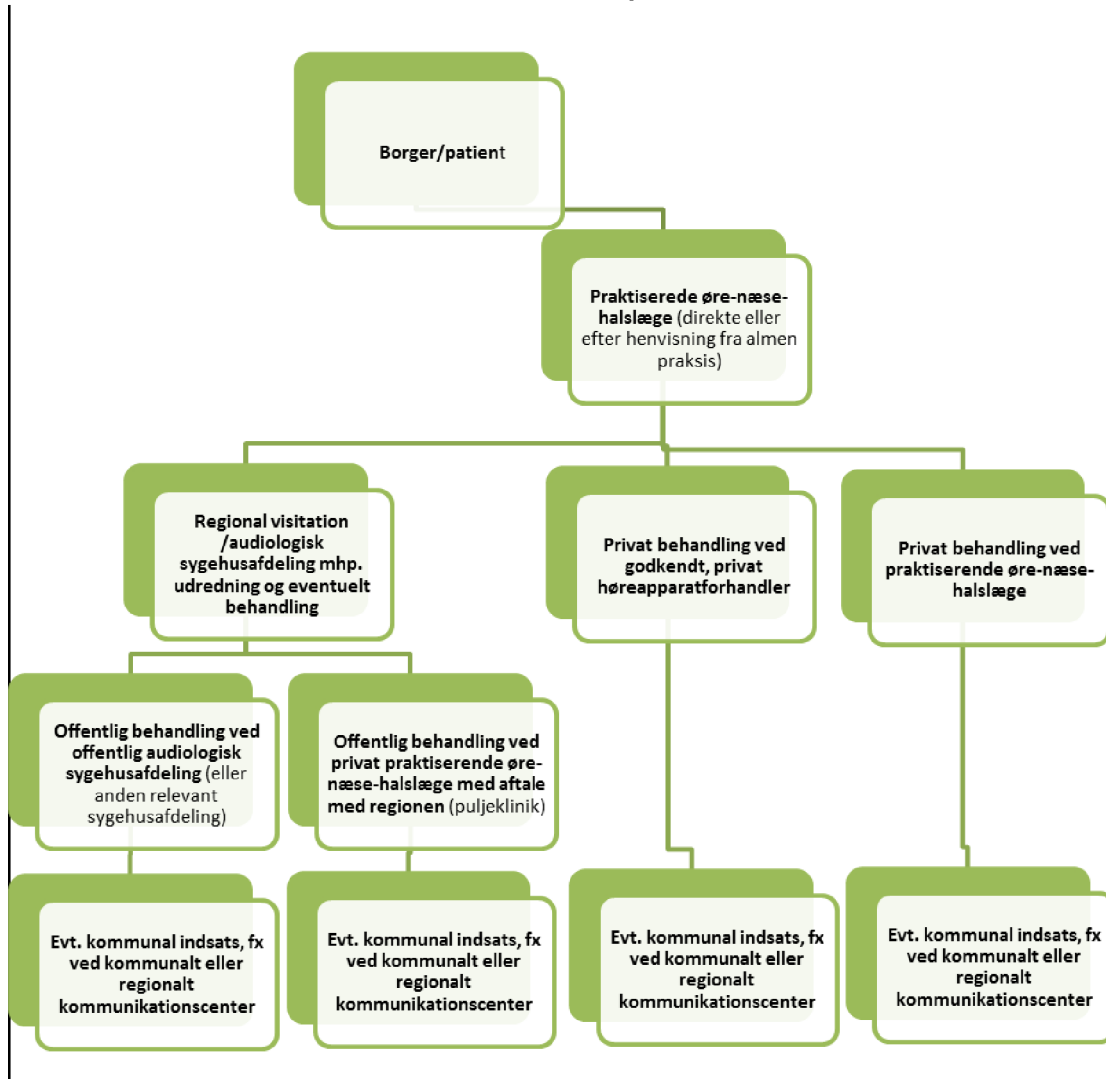 Borger/patient
Praktiserede øre-næse-
halslæge (direkte eller
efter henvisning fra almen
praksis)
Regional visitation
/audiologisk
sygehusafdeling mhp.
udredning og eventuelt
behandling
Privat behandling ved
godkendt, privat
høreapparatforhandler
Privat behandling ved
praktiserende øre-næse-
halslæge
Offentlig behandling ved
offentlig audiologisk
sygehusafdeling (eller
anden relevant
sygehusafdeling)
Offentlig behandling ved
privat praktiserende øre-
næse-halslæge med aftale
med regionen (puljeklinik)
Evt. kommunal indsats, fx
ved kommunalt eller
regionalt
kommunikationscenter
Evt. kommunal indsats, fx
ved kommunalt eller
regionalt
kommunikationscenter
Evt. kommunal indsats, fx
ved kommunalt eller
regionalt
kommunikationscenter
Evt. kommunal indsats, fx
ved kommunalt eller
regionalt
kommunikationscenter